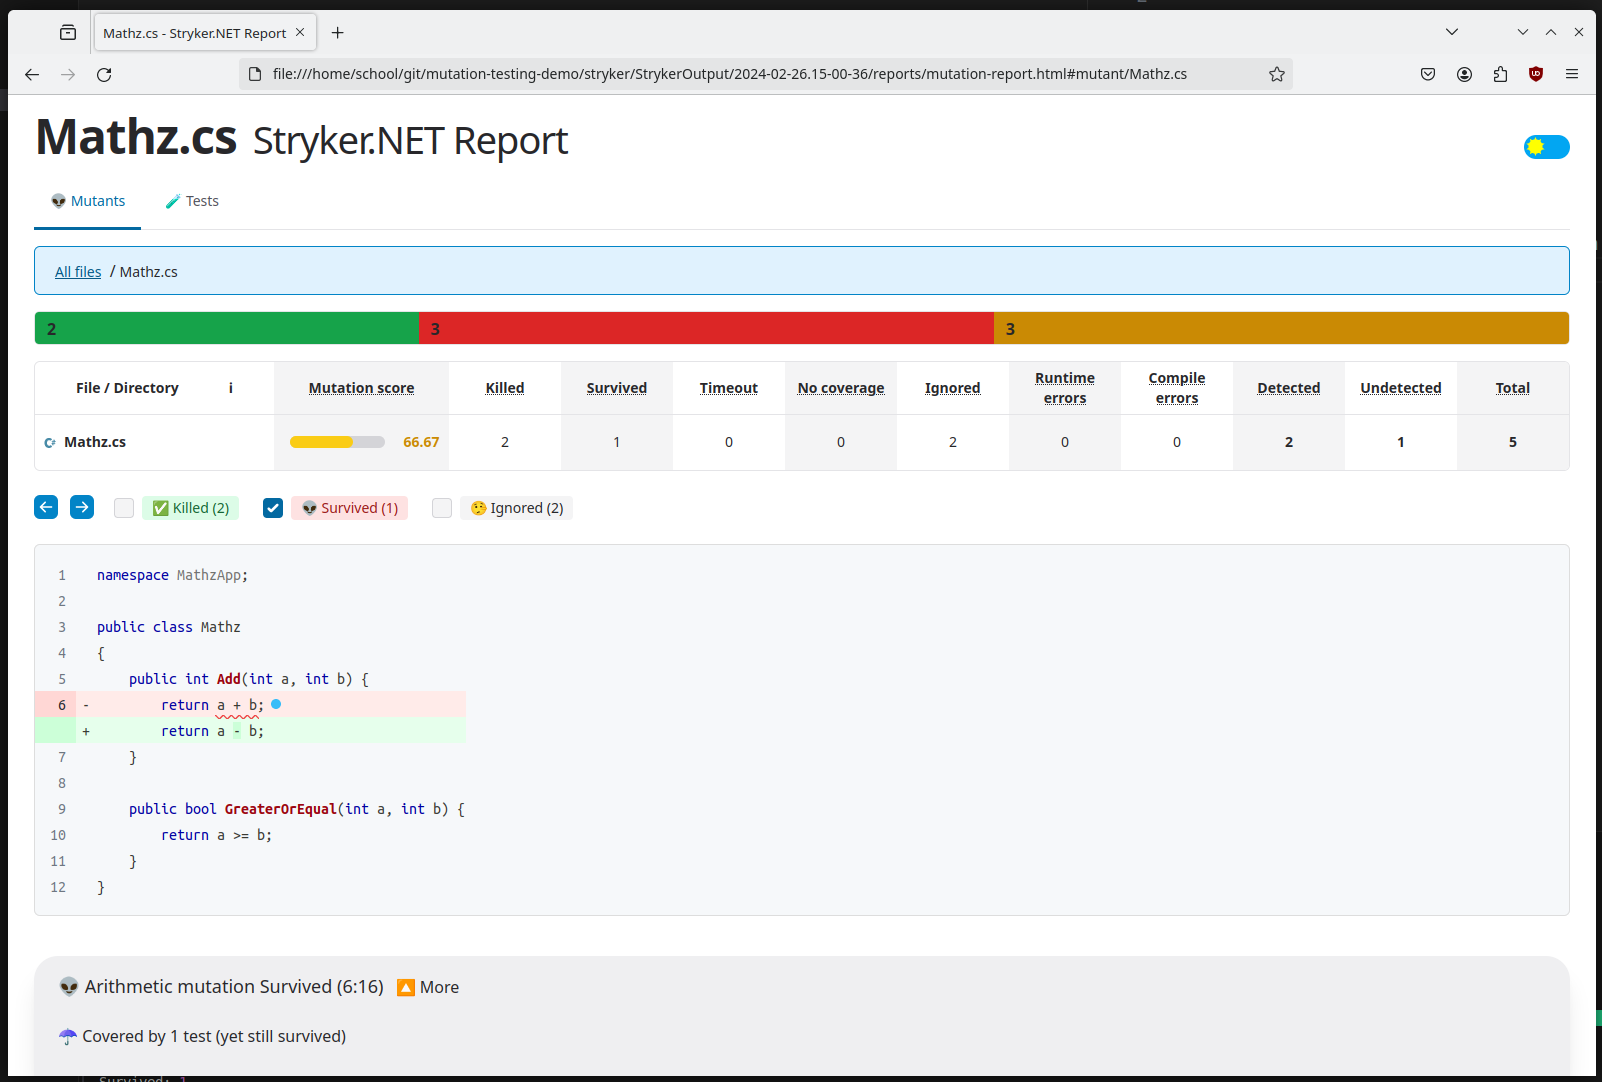 Mathz.cs - Stryker.NET Report
file:///home/school/git/mutation-testing-demo/stryker/StrykerOutput/2024-02-26.15-00-36/reports/mutation-report.html#mutant/Mathz.cs
Mathz.cs Stryker.NET Report
👽 Mutants 🧪 Tests
All files / Mathz.cs
2 3 3
File / Directory i Mutation score Killed Survived Timeout No coverage Ignored Runtime errors Compile errors Detected Undetected Total
Mathz.cs 66.67 2 1 0 0 2 0 0 2 1 5
✅ Killed (2) 👽 Survived (1) 🤥 Ignored (2)
1 namespace MathzApp;
2
3 public class Mathz
4 {
5 public int Add(int a, int b) {
6 - return a + b;
+ return a - b;
7 }
8
9 public bool GreaterOrEqual(int a, int b) {
10 return a >= b;
11 }
12 }
👽 Arithmetic mutation Survived (6:16) 🔼 More
☂️ Covered by 1 test (yet still survived)
Survived: 1